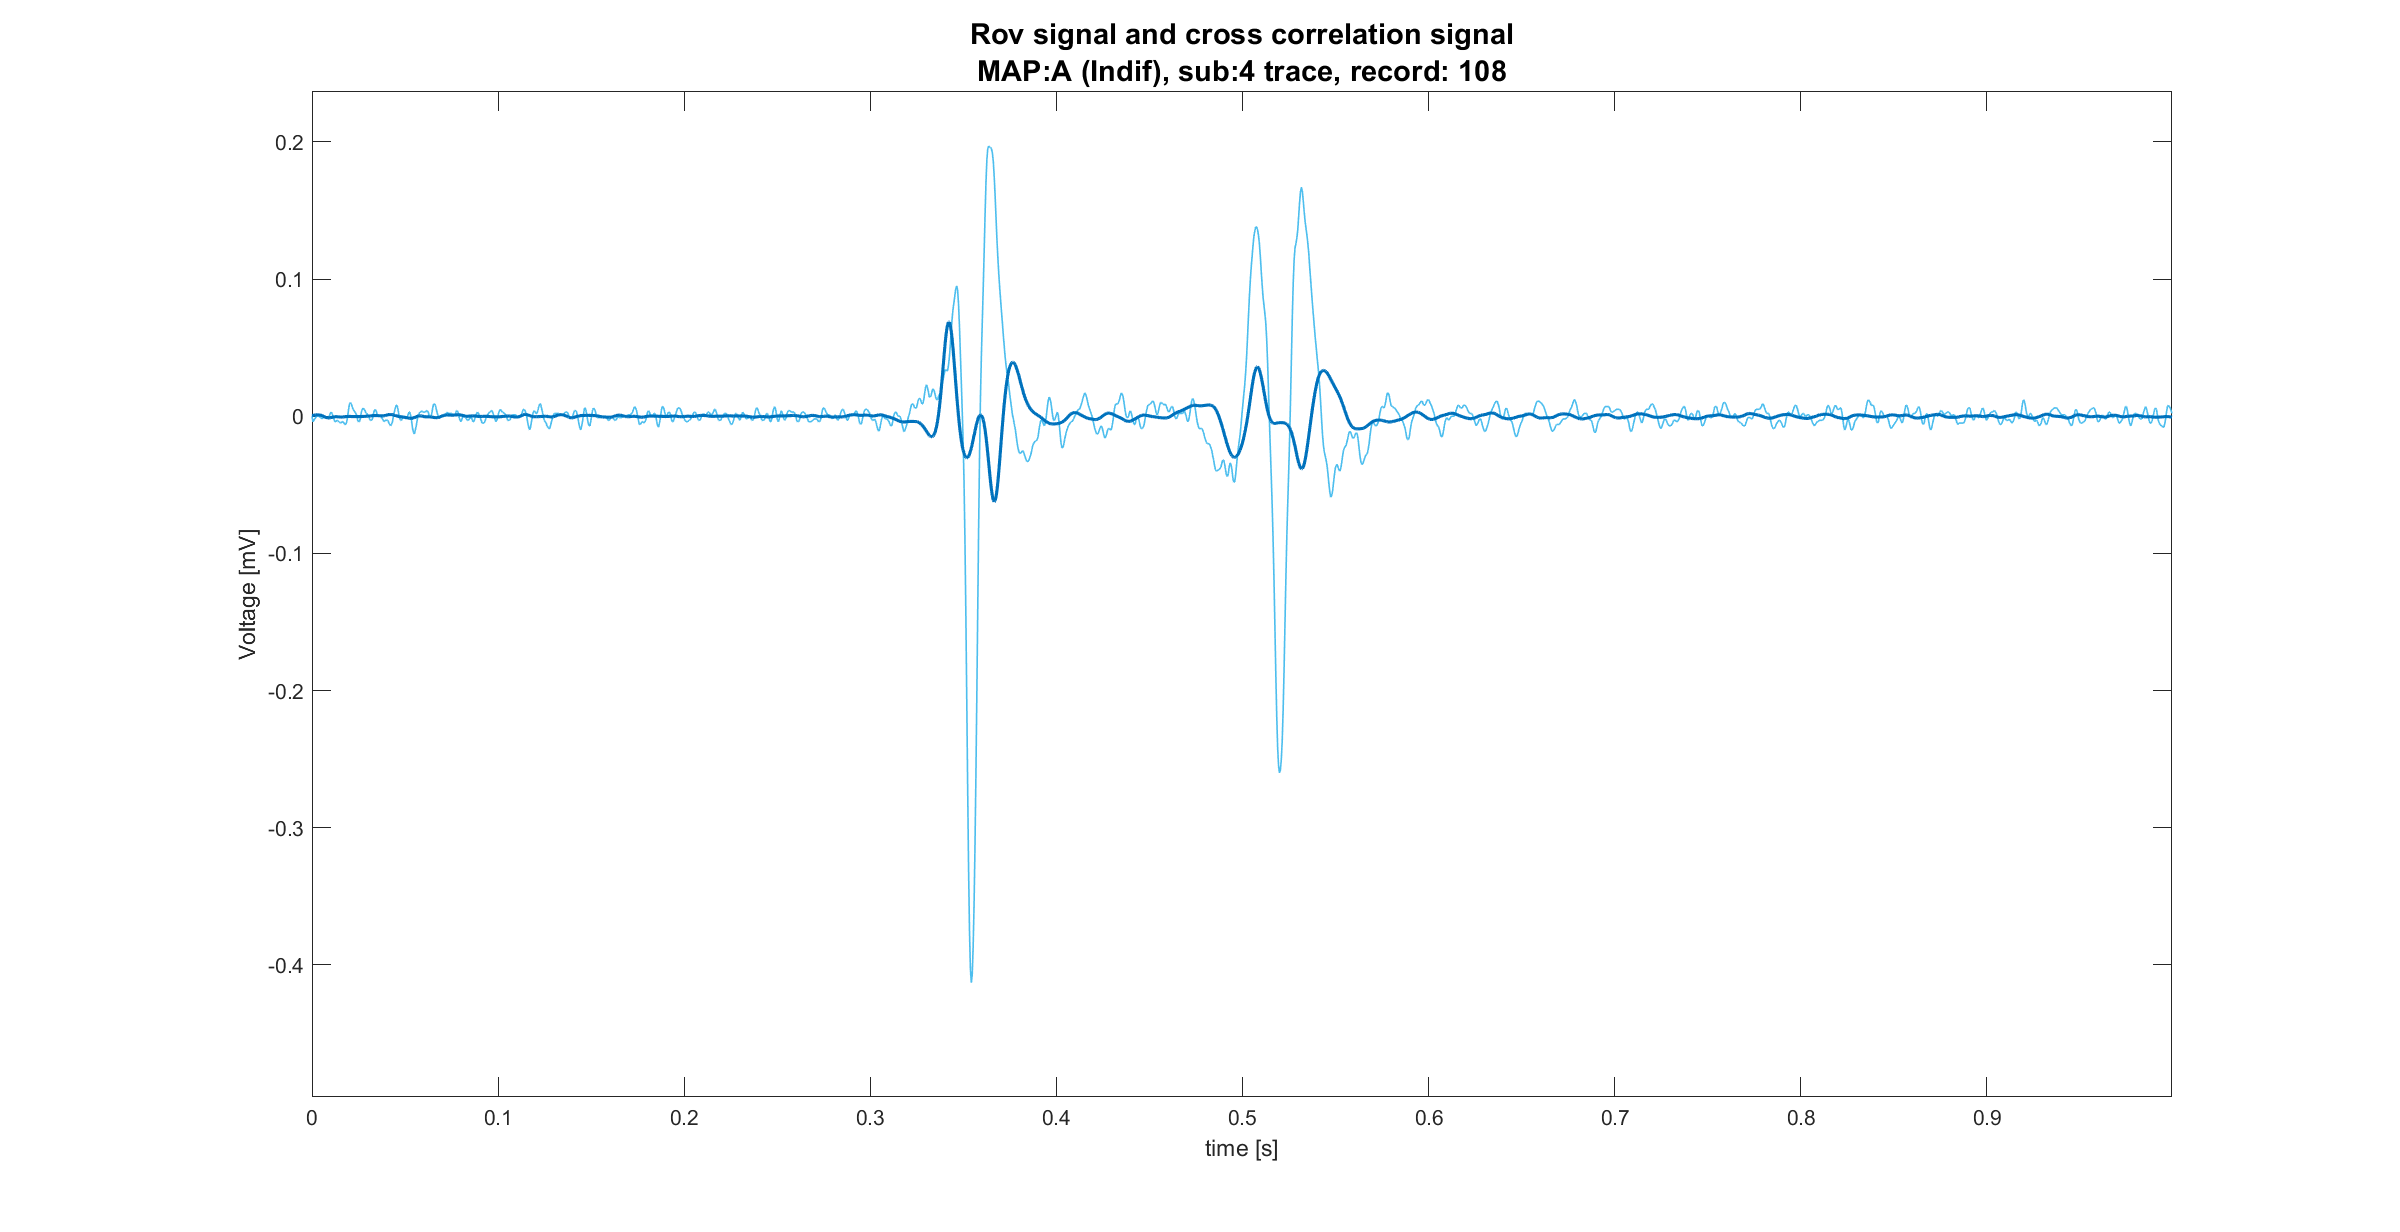 Rov signal and cross correlation signal
MAP:A (Indif), sub:4 trace, record: 108
0.2
0.1
0
-0.1
-0.2
-0.3
-0.4
Voltage [mV]
0 0.1 0.2 0.3 0.4 0.5 0.6 0.7 0.8 0.9
time [s]